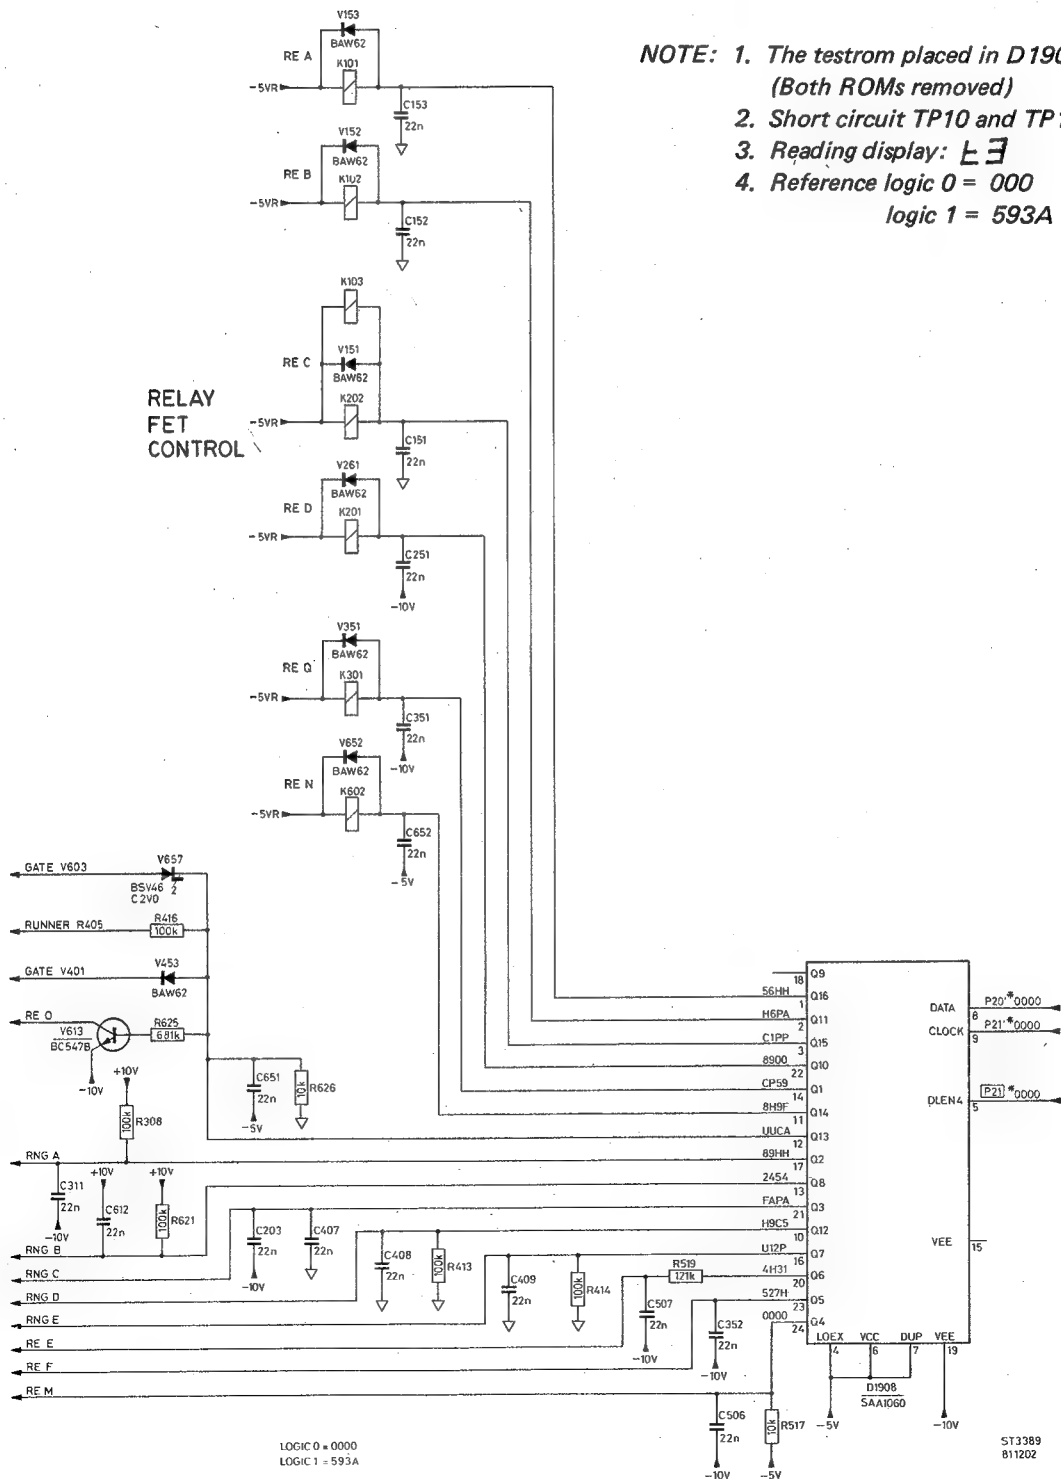 NOTE: 1. The testrom placed in D190
(Both ROMs removed)
2. Short circuit TP10 and TP1
3. Reading display:
4. Reference logic 0 = 000
logic 1 = 593A
RELAY
FET
CONTROL
V153
BAW62
RE A
K101
-5VR
C153
22n
V152
BAW62
RE B
K102
-5VR
C152
22n
K103
RE C
V151
BAW62
K202
-5VR
C151
22n
V261
BAW62
RE D
K201
-5VR
C251
22n
-10V
V351
BAW62
RE Q
K301
-5VR
C351
22n
-10V
V652
BAW62
RE N
K602
-5VR
C652
22n
-5V
GATE V603
V657
BSV46
C2V0
2
RUNNER R405
R416
100k
GATE V401
V453
BAW62
RE O
V613
BC547B
R625
681k
-10V
+10V
R308
100k
C651
22n
-5V
10k
R626
RNG A
C311
22n
-10V
+10V
C612
22n
+10V
100k
R621
RNG B
RNG C
C203
22n
-10V
C407
22n
RNG D
C408
22n
100k
R413
RNG E
C409
22n
100k
R414
RE E
R519
121k
C507
22n
-10V
RE F
C352
22n
-10V
RE M
C506
22n
-10V
10k
R517
-5V
18 Q9
56HH 1 Q16
H6PA 2 Q11
C1PP 3 Q15
8900 22 Q10
CP59 14 Q1
8H9F 11 Q14
UUCA 12 Q13
89HH 17 Q2
2454 13 Q8
FAPA 21 Q3
H9C5 10 Q12
U12P 16 Q7
4H31 20 Q6
527H 23 Q5
0000 24 Q4
DATA 8 P20'*0000
CLOCK 9 P21'*0000
DLEN4 5 P21 *0000
VEE 15
LOEX VCC DUP VEE
4 6 7 19
D1908
SAA1060
-5V
-10V
LOGIC 0 = 0000
LOGIC 1 = 593A
ST3389
811202